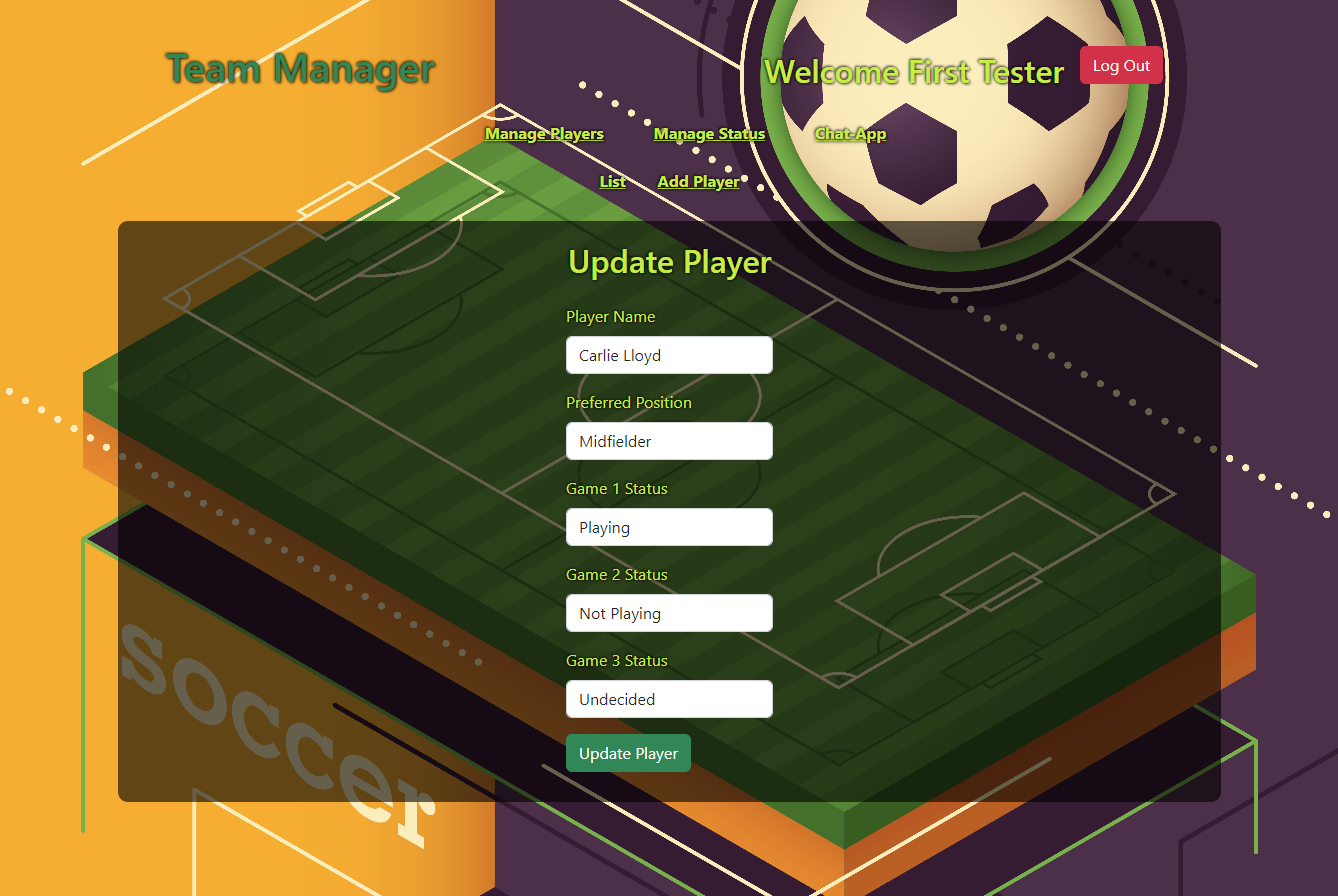 Team Manager
Welcome First Tester
Log Out
Manage Players Manage Status Chat-App
List Add Player
Update Player
Player Name
Carlie Lloyd
Preferred Position
Midfielder
Game 1 Status
Playing
Game 2 Status
Not Playing
Game 3 Status
Undecided
Update Player
soccer